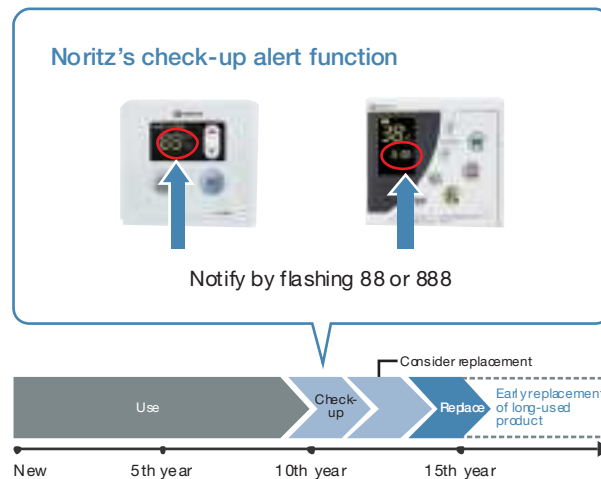 Noritz's check-up alert function
Notify by flashing 88 or 888
Consider replacement
Use
Check-
up
Replace
Early replacement
of long-used
product
New
5th year
10th year
15th year